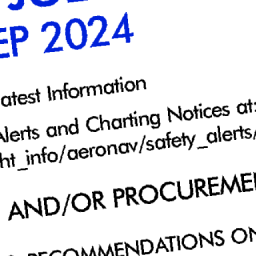 EP 2024
atest Information
Alerts and Charting Notices at:
ht_info/aeronav/safety_alerts/
AND/OR PROCUREME
RECOMMENDATIONS ON